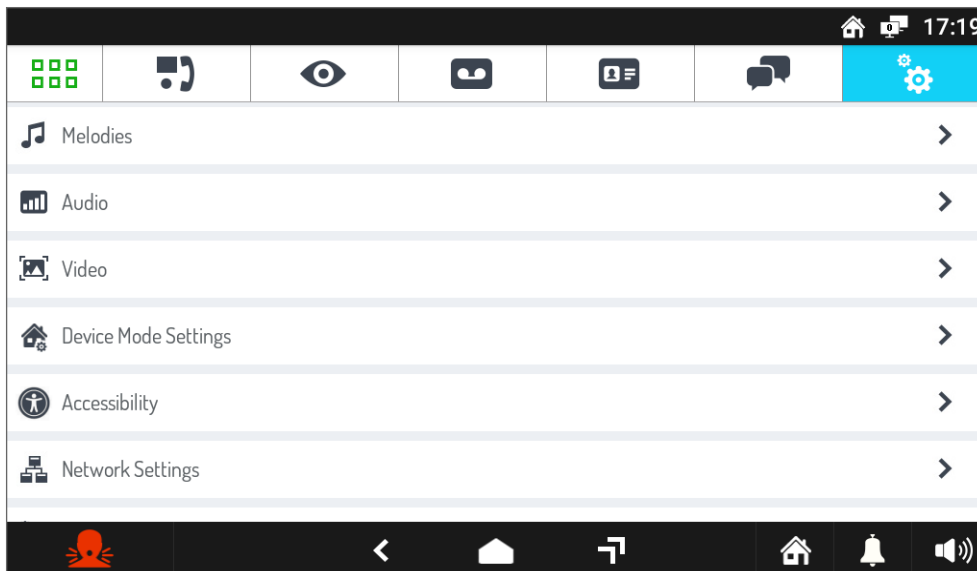 17:19
Melodies
Audio
Video
Device Mode Settings
Accessibility
Network Settings